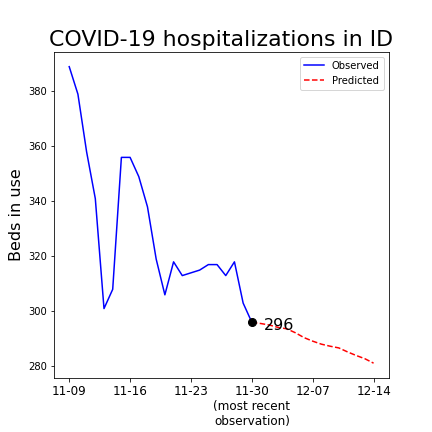 COVID-19 hospitalizations in ID
Observed
Predicted
Beds in use
380
360
340
320
300
280
296
11-09
11-16
11-23
11-30
12-07
12-14
(most recent
observation)